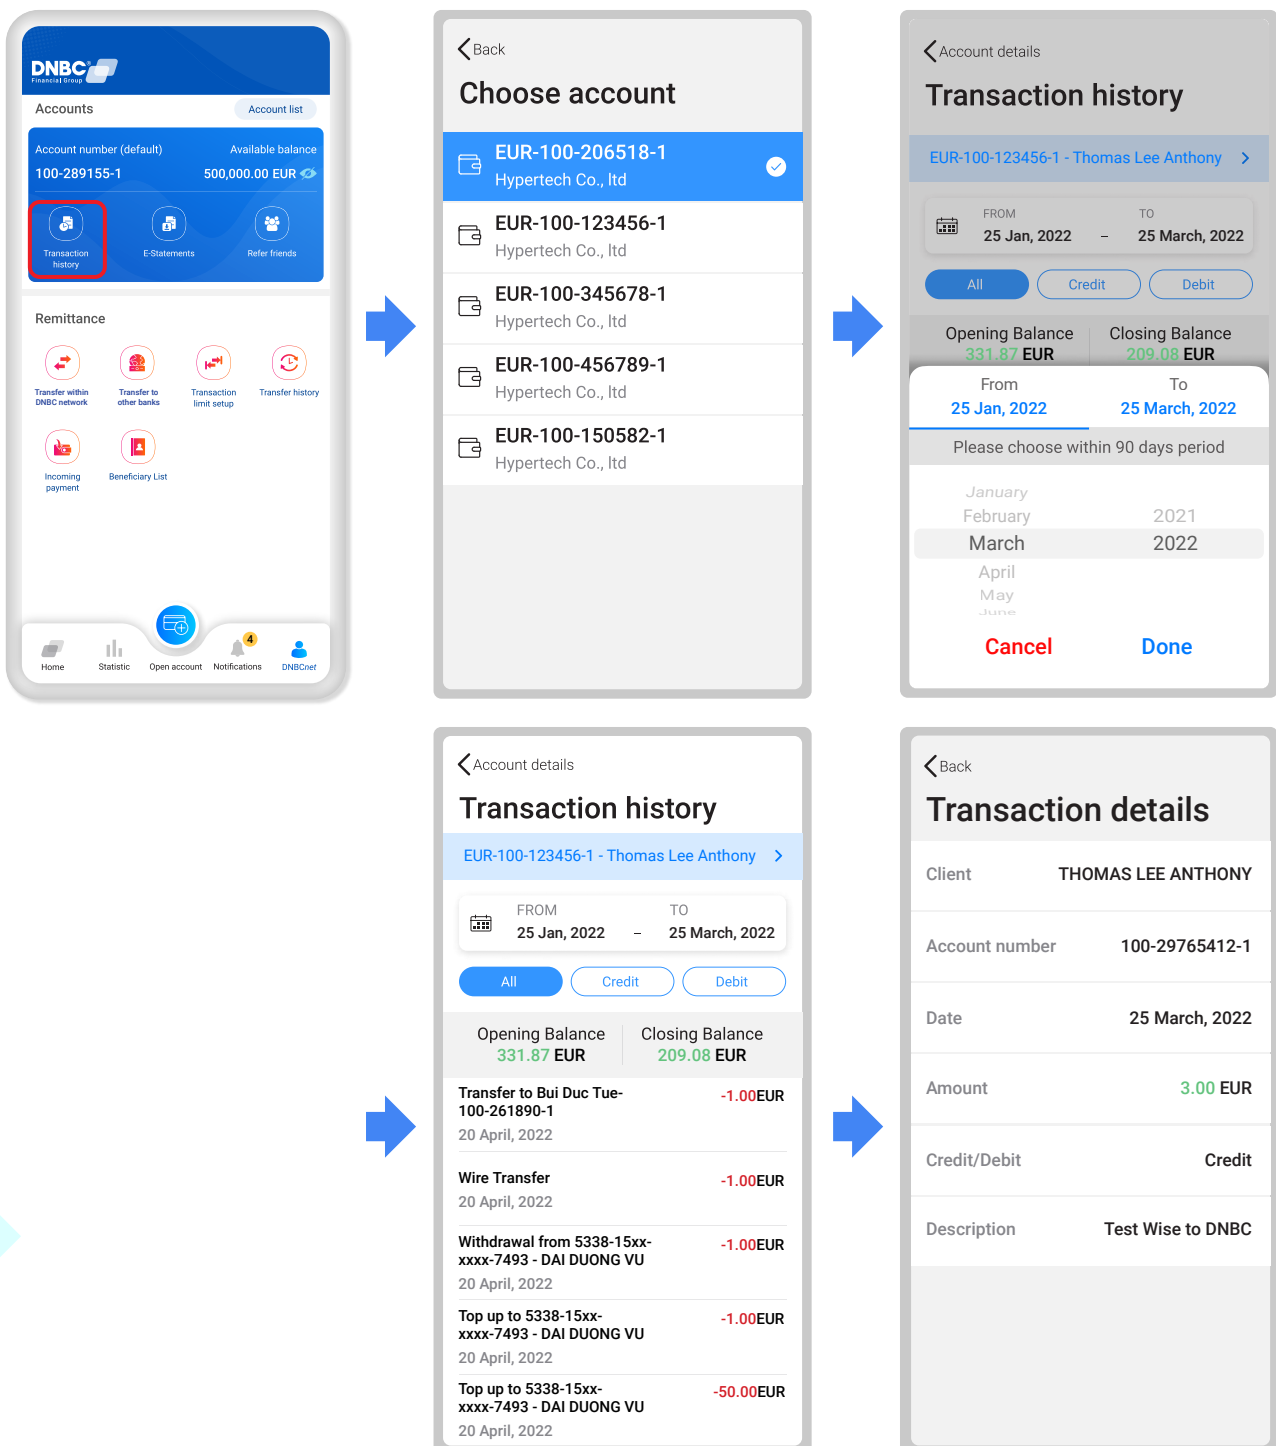 DNBC
Financial Group
Accounts
Account list
Account number (default)
Available balance
100-289155-1
500,000.00 EUR
Transaction
history
E-Statements
Refer friends
Remittance
Transfer within
DNBC network
Transfer to
other banks
Transaction
limit setup
Transfer history
Incoming
payment
Beneficiary List
4
Home
Statistic
Open account
Notifications
DNBCnet
Back
Choose account
EUR-100-206518-1
Hypertech Co., ltd
EUR-100-123456-1
Hypertech Co., ltd
EUR-100-345678-1
Hypertech Co., ltd
EUR-100-456789-1
Hypertech Co., ltd
EUR-100-150582-1
Hypertech Co., ltd
Account details
Transaction history
EUR-100-123456-1 - Thomas Lee Anthony
FROM
TO
25 Jan, 2022 – 25 March, 2022
All
Credit
Debit
Opening Balance
Closing Balance
331.87 EUR
209.08 EUR
From
To
25 Jan, 2022
25 March, 2022
Please choose within 90 days period
January
February
2021
March
2022
April
May
June
Cancel
Done
Account details
Transaction history
EUR-100-123456-1 - Thomas Lee Anthony
FROM
TO
25 Jan, 2022 – 25 March, 2022
All
Credit
Debit
Opening Balance
Closing Balance
331.87 EUR
209.08 EUR
Transfer to Bui Duc Tue-
100-261890-1
-1.00EUR
20 April, 2022
Wire Transfer
-1.00EUR
20 April, 2022
Withdrawal from 5338-15xx-
xxxx-7493 - DAI DUONG VU
-1.00EUR
20 April, 2022
Top up to 5338-15xx-
xxxx-7493 - DAI DUONG VU
-1.00EUR
20 April, 2022
Top up to 5338-15xx-
xxxx-7493 - DAI DUONG VU
-50.00EUR
20 April, 2022
Back
Transaction details
Client
THOMAS LEE ANTHONY
Account number
100-29765412-1
Date
25 March, 2022
Amount
3.00 EUR
Credit/Debit
Credit
Description
Test Wise to DNBC